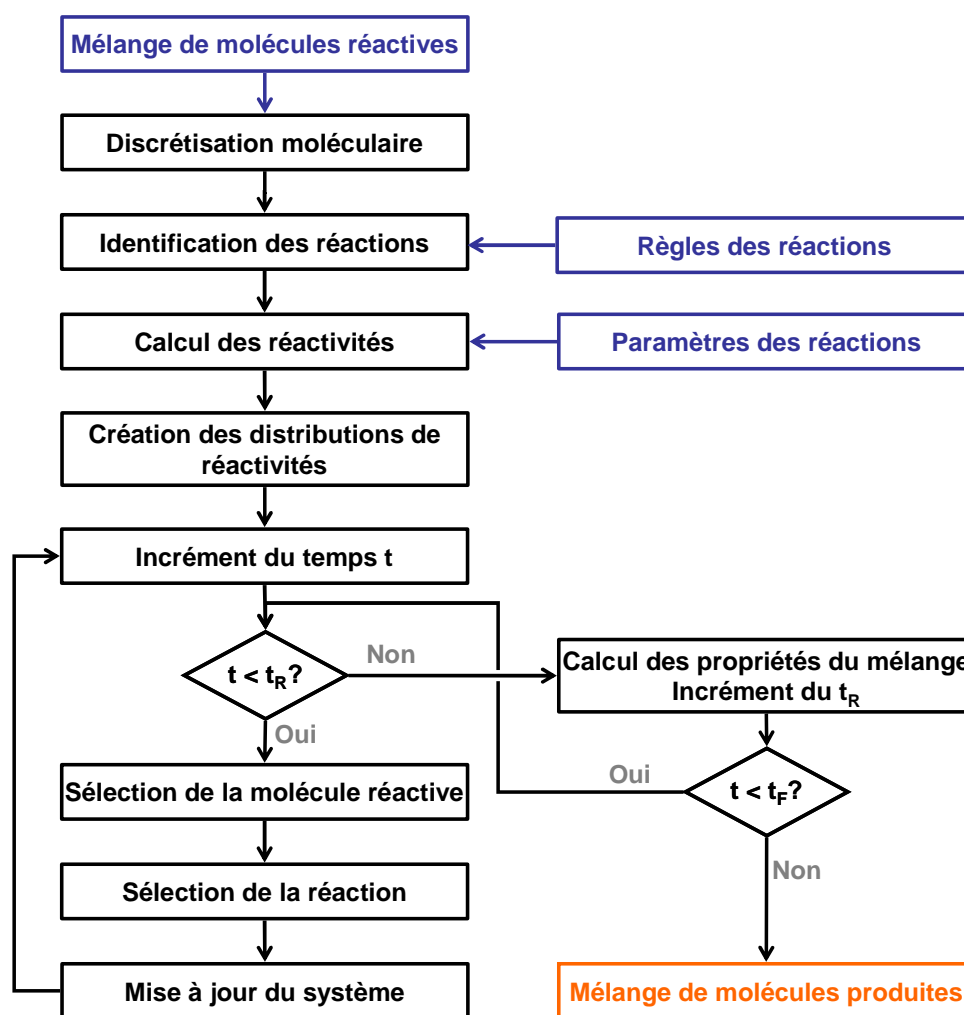 Mélange de molécules réactives
Discrétisation moléculaire
Identification des réactions
Règles des réactions
Calcul des réactivités
Paramètres des réactions
Création des distributions de
réactivités
Incrément du temps t
t < tR?
Non
Oui
Calcul des propriétés du mélange
Incrément du tR
Sélection de la molécule réactive
Oui
t < tF?
Non
Sélection de la réaction
Mise à jour du système
Mélange de molécules produites